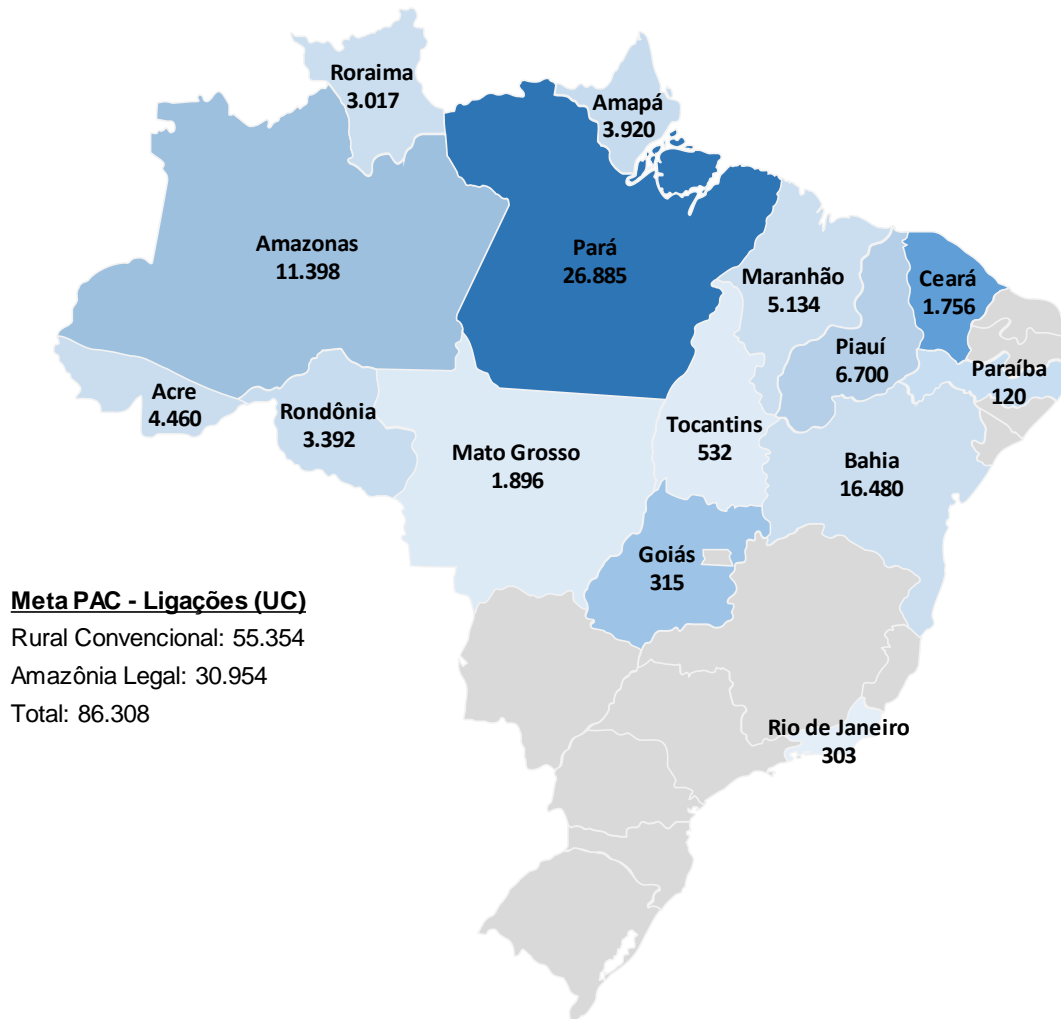 Roraima
3.017
Amapá
3.920
Amazonas
11.398
Pará
26.885
Maranhão
5.134
Ceará
1.756
Piauí
6.700
Paraíba
120
Acre
4.460
Rondônia
3.392
Mato Grosso
1.896
Tocantins
532
Bahia
16.480
Goiás
315
Meta PAC - Ligações (UC)
Rural Convencional: 55.354
Amazônia Legal: 30.954
Total: 86.308
Rio de Janeiro
303